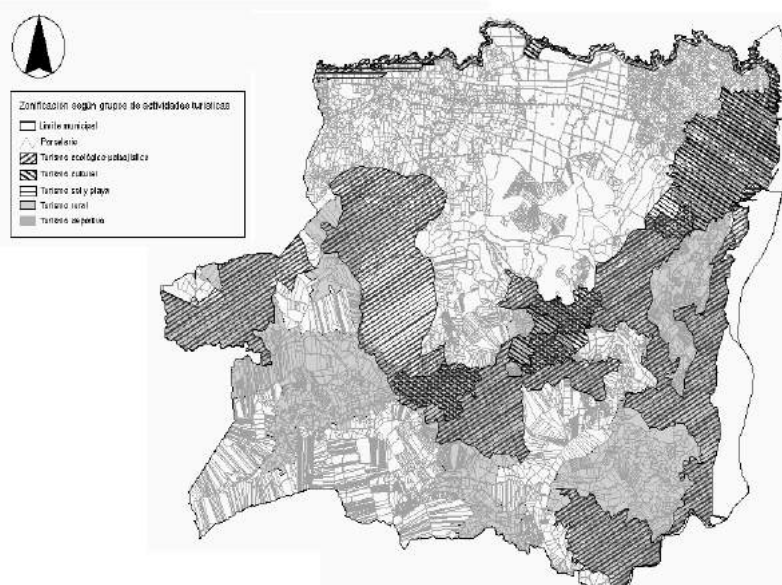 Zonificación según grupos de actividades turísticas
Límite municipal
Parcelario
Turismo ecológico-paisajístico
Turismo cultural
Turismo sol y playa
Turismo rural
Turismo deportivo